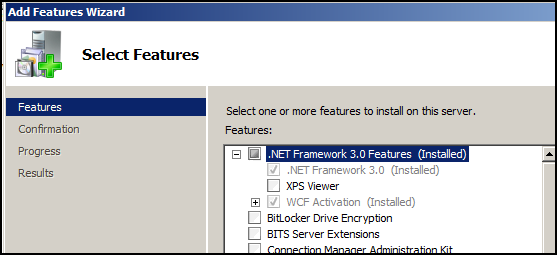 Add Features Wizard
Select Features
Features
Confirmation
Progress
Results
Select one or more features to install on this server.
Features:
.NET Framework 3.0 Features (Installed)
.NET Framework 3.0 (Installed)
XPS Viewer
WCF Activation (Installed)
BitLocker Drive Encryption
BITS Server Extensions
Connection Manager Administration Kit